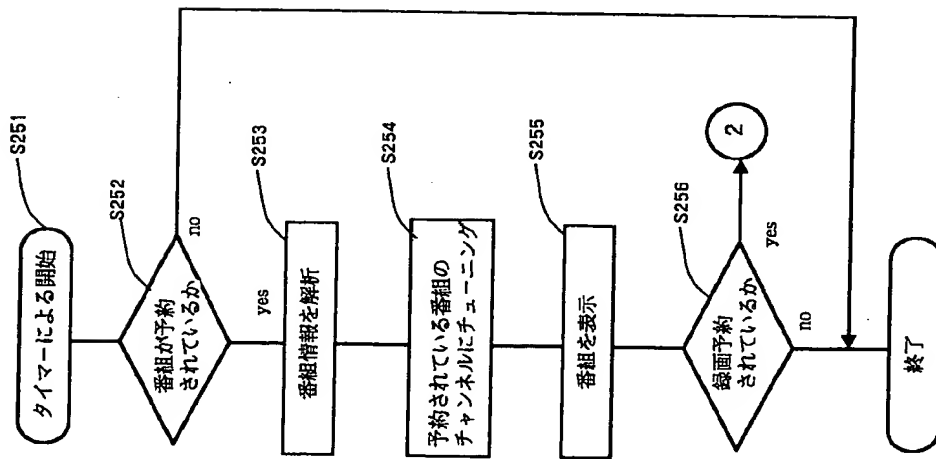 タイマーによる開始
S251
番組が予約
されているか
S252
no
yes
番組情報を解析
S253
予約されている番組の
チャンネルにチューニング
S254
番組を表示
S255
録画予約
されているか
S256
yes
2
no
終了